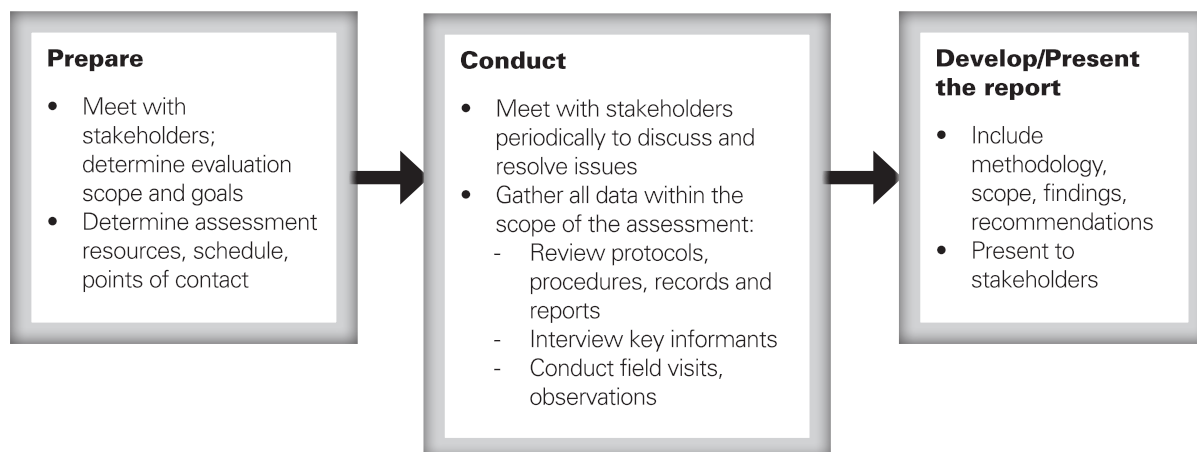 Prepare
• Meet with
stakeholders;
determine evaluation
scope and goals
• Determine assessment
resources, schedule,
points of contact
Conduct
• Meet with stakeholders
periodically to discuss and
resolve issues
• Gather all data within the
scope of the assessment:
- Review protocols,
procedures, records and
reports
- Interview key informants
- Conduct field visits,
observations
Develop/Present
the report
• Include
methodology,
scope, findings,
recommendations
• Present to
stakeholders